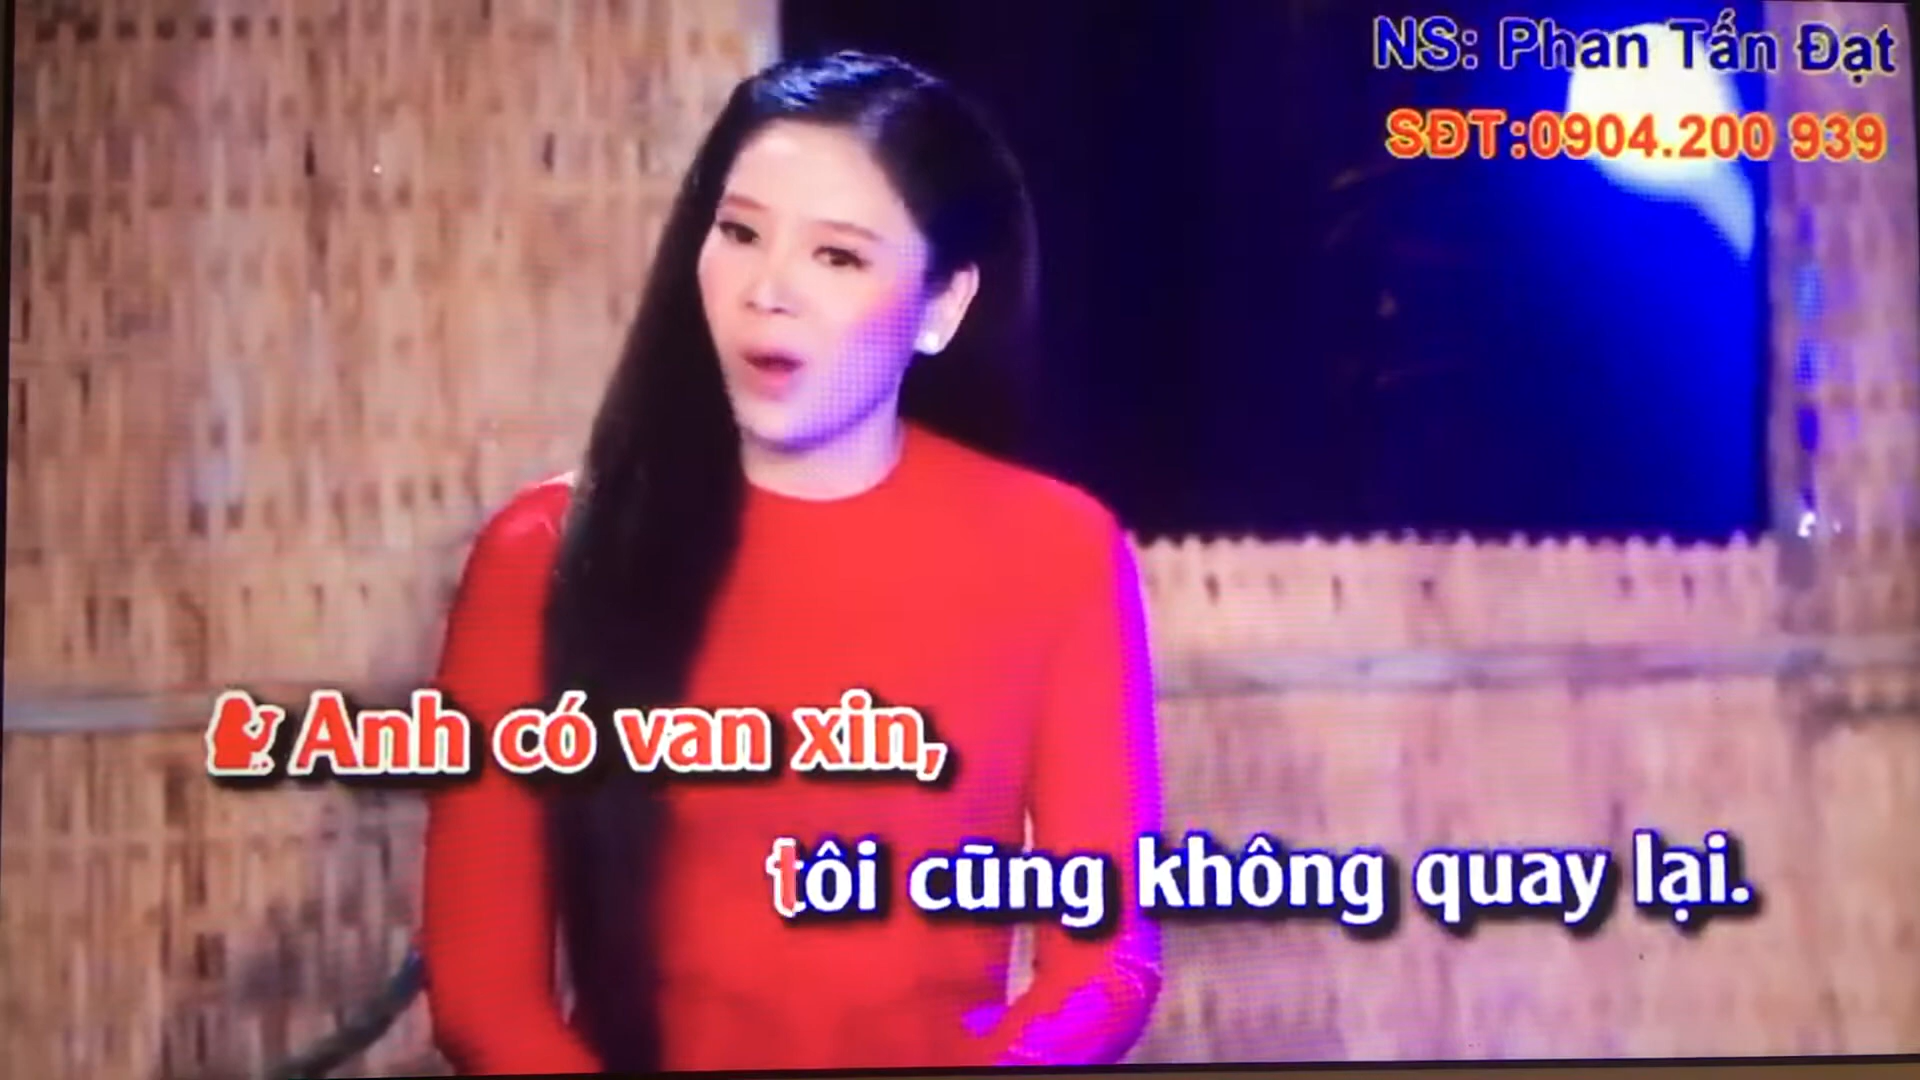 NS: Phan Tấn Đạt
SĐT:0904.200 939
Anh có van xin,
tôi cũng không quay lại.